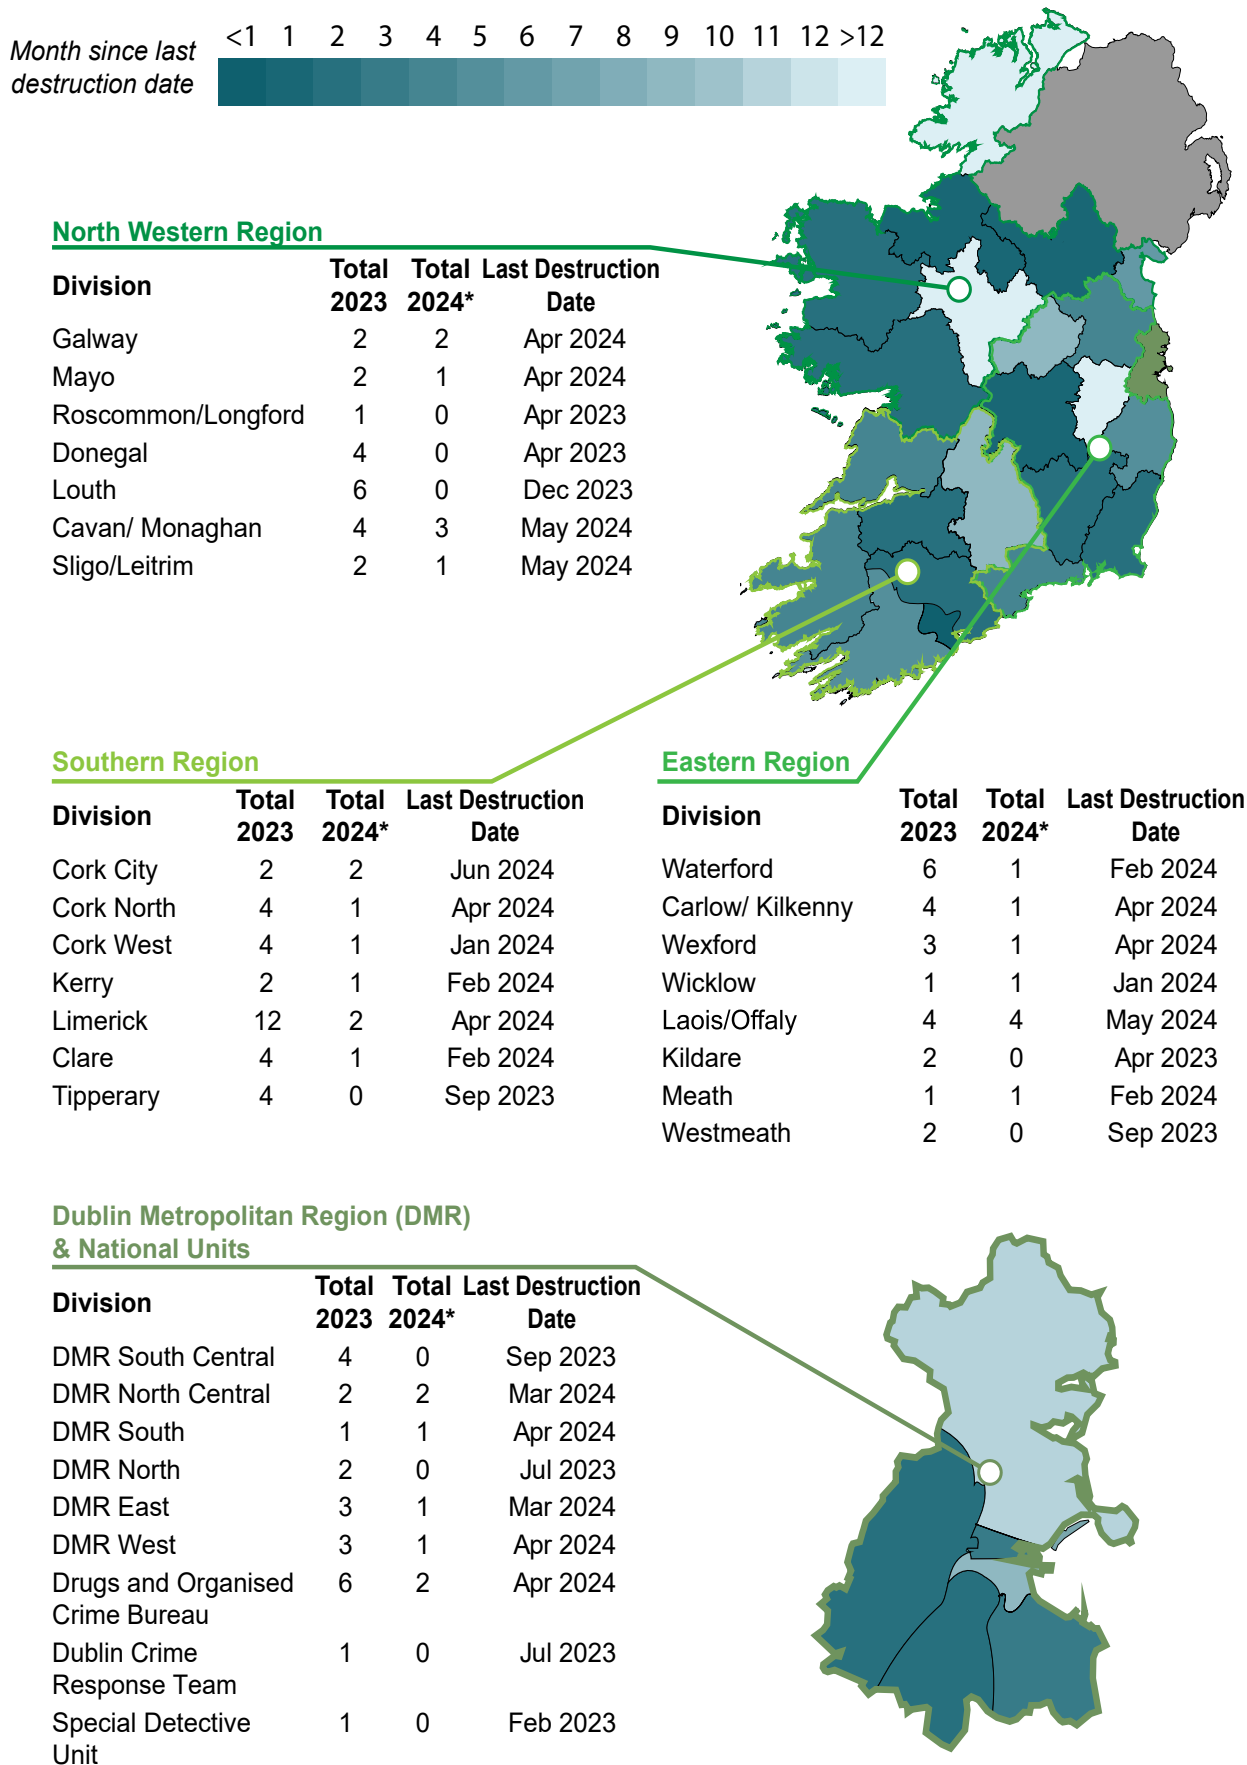 Month since last
destruction date
<1 1 2 3 4 5 6 7 8 9 10 11 12 >12
North Western Region
Division Total 2023 Total 2024* Last Destruction Date
Galway 2 2 Apr 2024
Mayo 2 1 Apr 2024
Roscommon/Longford 1 0 Apr 2023
Donegal 4 0 Apr 2023
Louth 6 0 Dec 2023
Cavan/ Monaghan 4 3 May 2024
Sligo/Leitrim 2 1 May 2024
Southern Region
Division Total 2023 Total 2024* Last Destruction Date
Cork City 2 2 Jun 2024
Cork North 4 1 Apr 2024
Cork West 4 1 Jan 2024
Kerry 2 1 Feb 2024
Limerick 12 2 Apr 2024
Clare 4 1 Feb 2024
Tipperary 4 0 Sep 2023
Eastern Region
Division Total 2023 Total 2024* Last Destruction Date
Waterford 6 1 Feb 2024
Carlow/ Kilkenny 4 1 Apr 2024
Wexford 3 1 Apr 2024
Wicklow 1 1 Jan 2024
Laois/Offaly 4 4 May 2024
Kildare 2 0 Apr 2023
Meath 1 1 Feb 2024
Westmeath 2 0 Sep 2023
Dublin Metropolitan Region (DMR)
& National Units
Division Total 2023 Total 2024* Last Destruction Date
DMR South Central 4 0 Sep 2023
DMR North Central 2 2 Mar 2024
DMR South 1 1 Apr 2024
DMR North 2 0 Jul 2023
DMR East 3 1 Mar 2024
DMR West 3 1 Apr 2024
Drugs and Organised 6 2 Apr 2024
Crime Bureau
Dublin Crime 1 0 Jul 2023
Response Team
Special Detective 1 0 Feb 2023
Unit